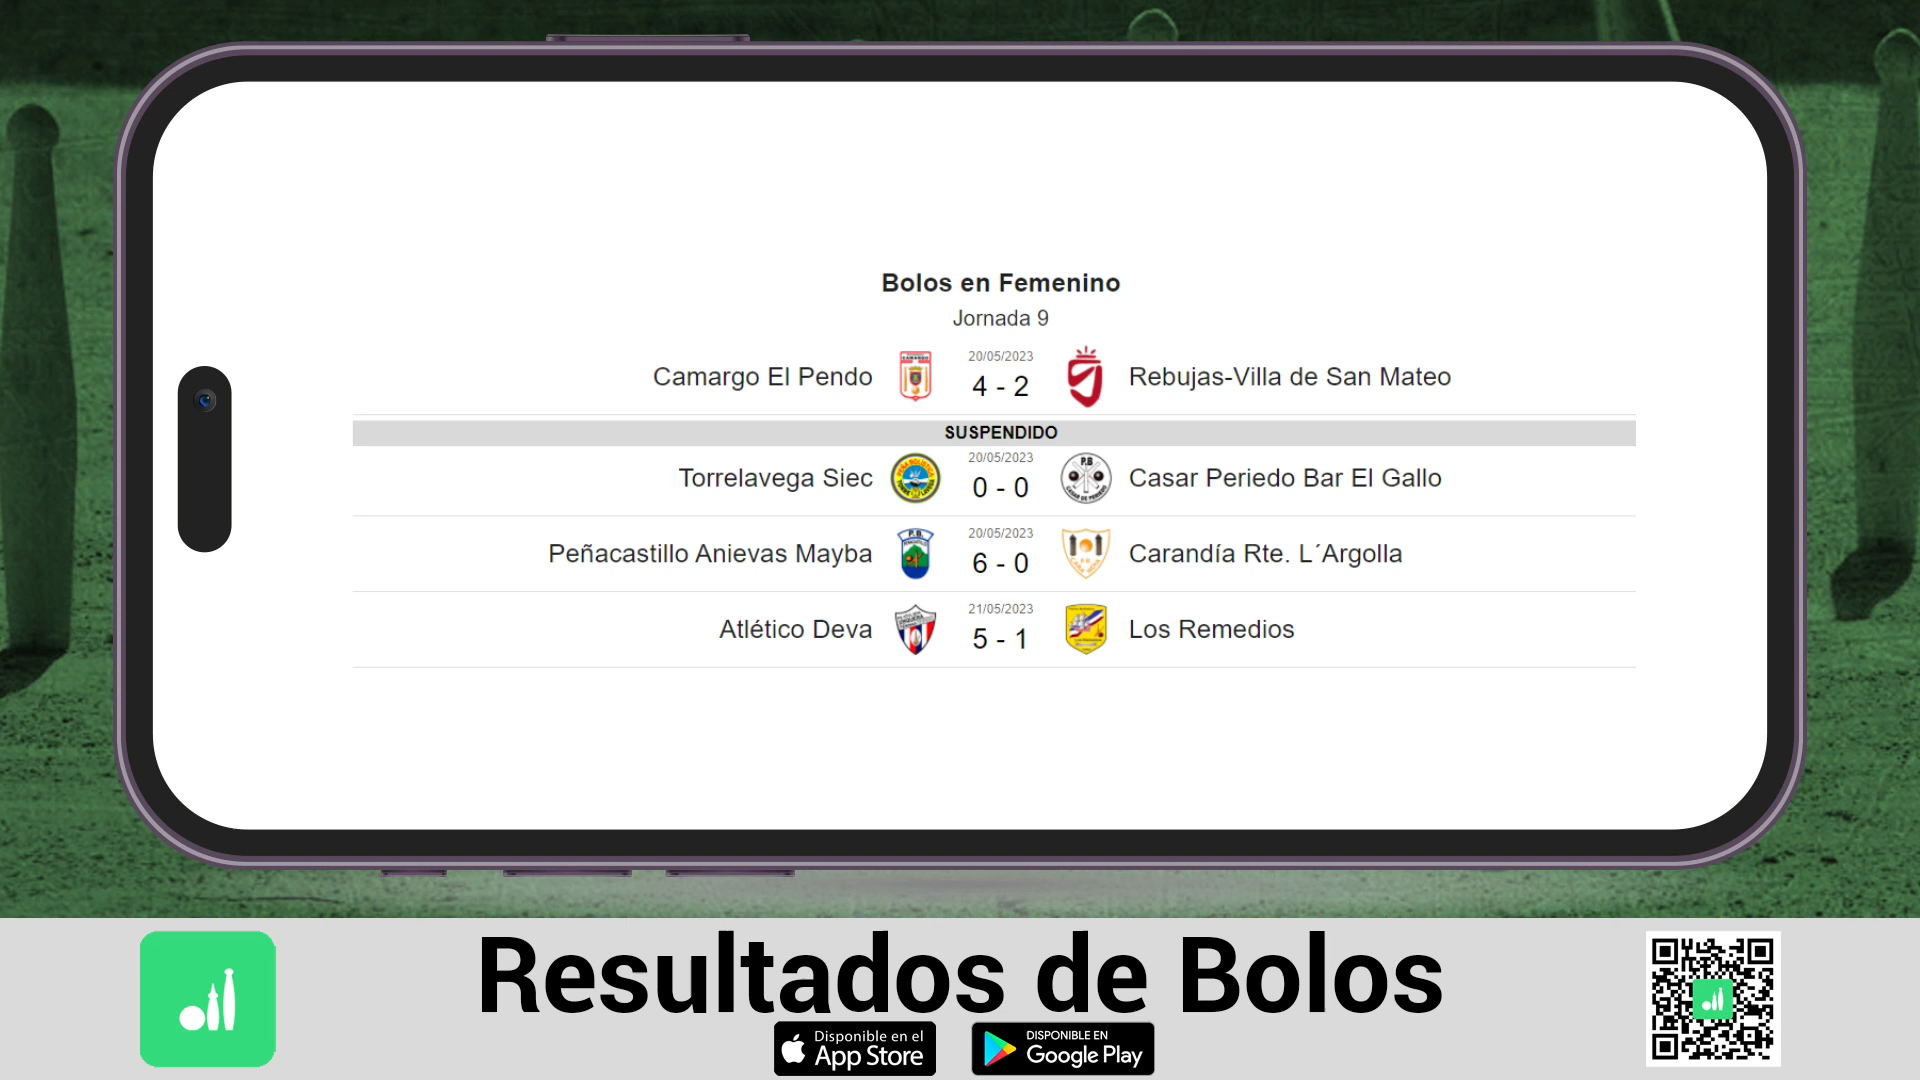 Bolos en Femenino
Jornada 9
20/05/2023
Camargo El Pendo 4 - 2 Rebujas-Villa de San Mateo
SUSPENDIDO
20/05/2023
Torrelavega Siec 0 - 0 Casar Periedo Bar El Gallo
20/05/2023
Peñacastillo Anievas Mayba 6 - 0 Carandía Rte. L´Argolla
21/05/2023
Atlético Deva 5 - 1 Los Remedios
Resultados de Bolos
Disponible en el
App Store
DISPONIBLE EN
Google Play